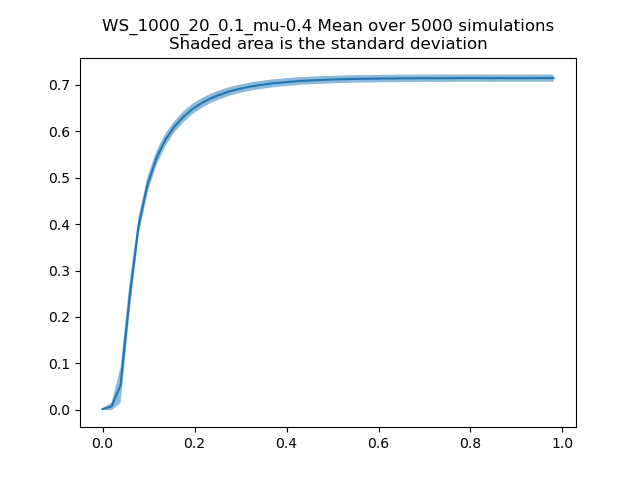 WS_1000_20_0.1_mu-0.4 Mean over 5000 simulations
Shaded area is the standard deviation
0.7
0.6
0.5
0.4
0.3
0.2
0.1
0.0
0.0 0.2 0.4 0.6 0.8 1.0